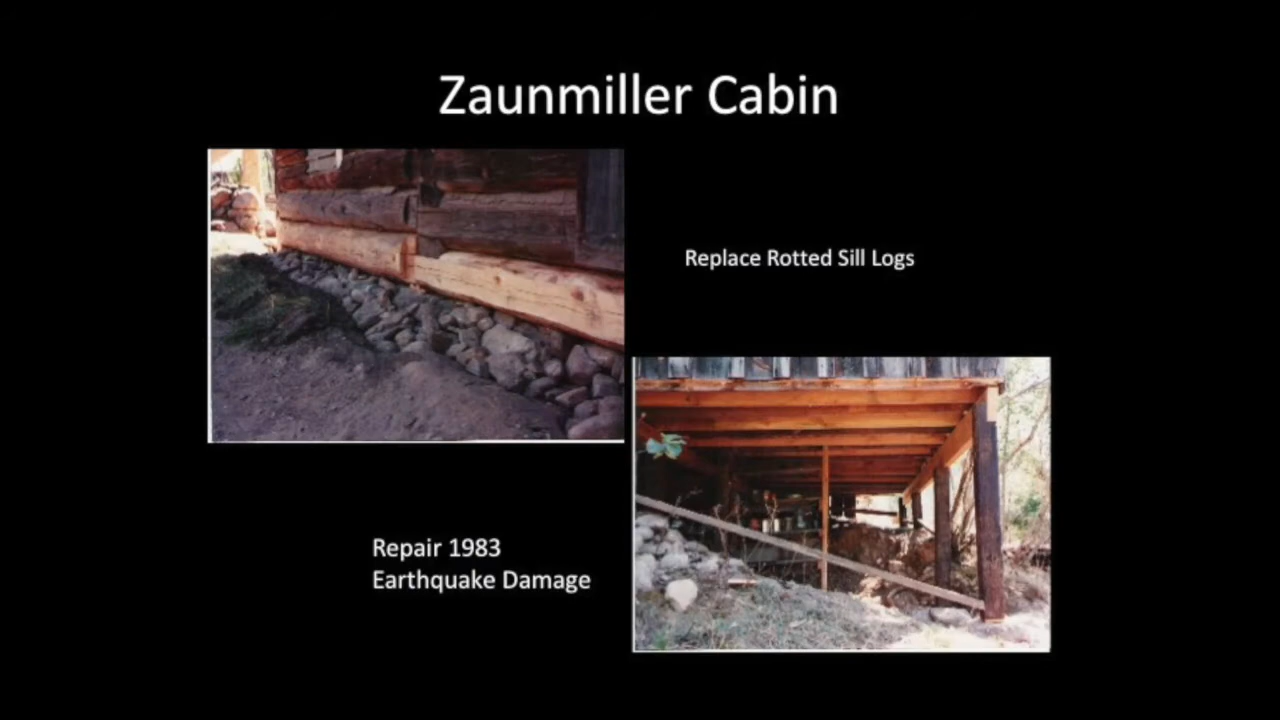 Zaunmiller Cabin
Replace Rotted Sill Logs
Repair 1983
Earthquake Damage